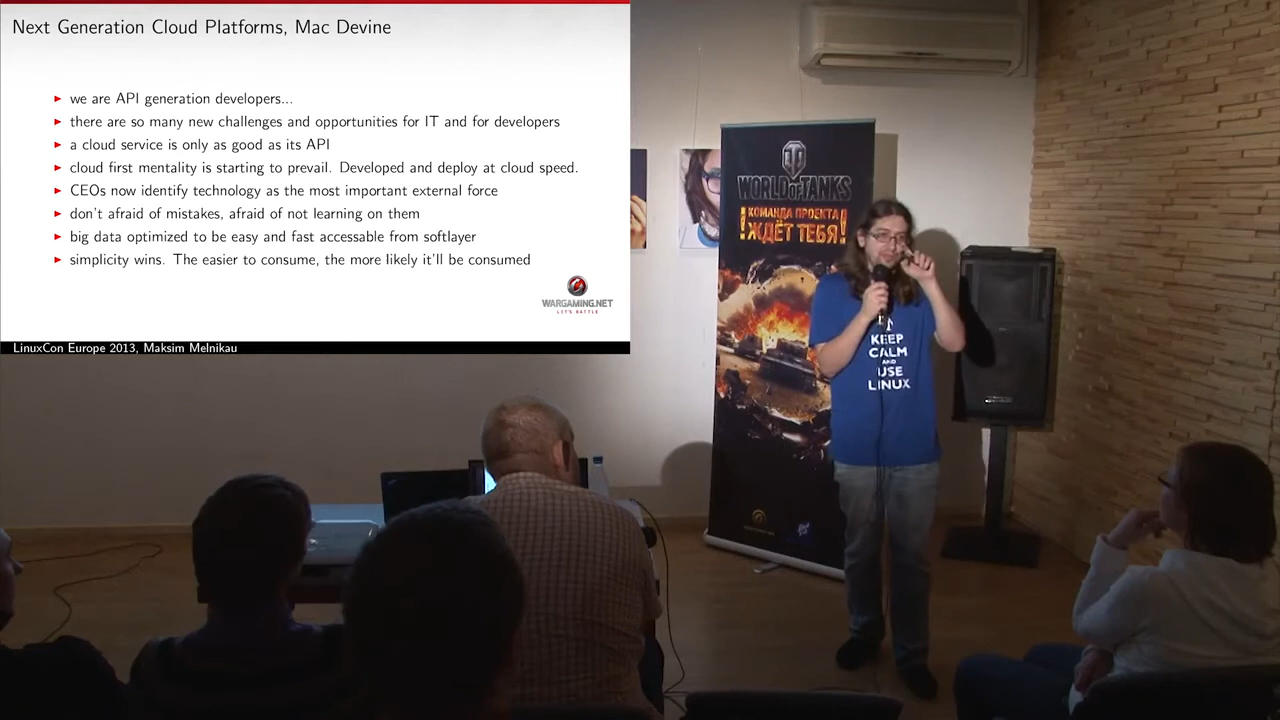 Next Generation Cloud Platforms, Mac Devine
we are API generation developers...
there are so many new challenges and opportunities for IT and for developers
a cloud service is only as good as its API
cloud first mentality is starting to prevail. Developed and deploy at cloud speed.
CEOs now identify technology as the most important external force
don't afraid of mistakes, afraid of not learning on them
big data optimized to be easy and fast accessable from softlayer
simplicity wins. The easier to consume, the more likely it'll be consumed
WARGAMING.NET
LET'S BATTLE
LinuxCon Europe 2013, Maksim Melnikau
WORLD OF TANKS
КОМАНДА ПРОЕКТА
ЖДЁТ ТЕБЯ!
KEEP
CALM
AND
USE
LINUX